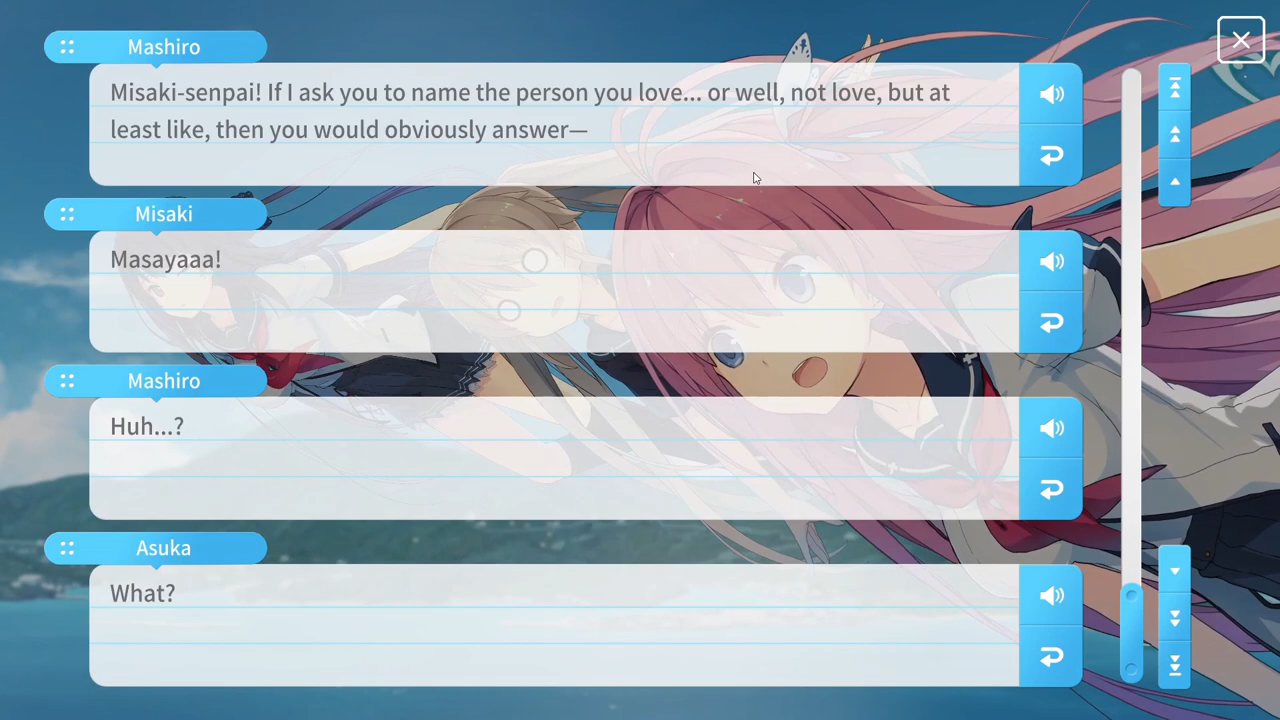 Mashiro
Misaki-senpai! If I ask you to name the person you love... or well, not love, but at
least like, then you would obviously answer—
Misaki
Masayaaa!
Mashiro
Huh...?
Asuka
What?